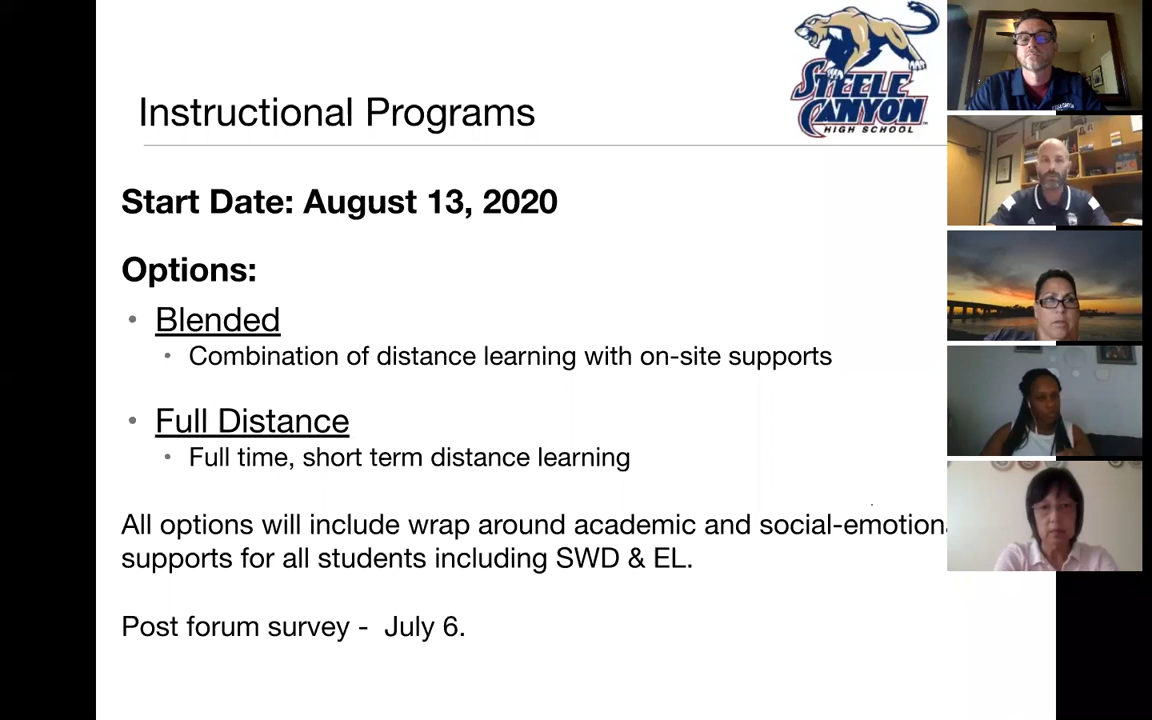 Instructional Programs
STEELE
CANYON
HIGH SCHOOL
Start Date: August 13, 2020
Options:
• Blended
• Combination of distance learning with on-site supports
• Full Distance
• Full time, short term distance learning
All options will include wrap around academic and social-emotion
supports for all students including SWD & EL.
Post forum survey - July 6.